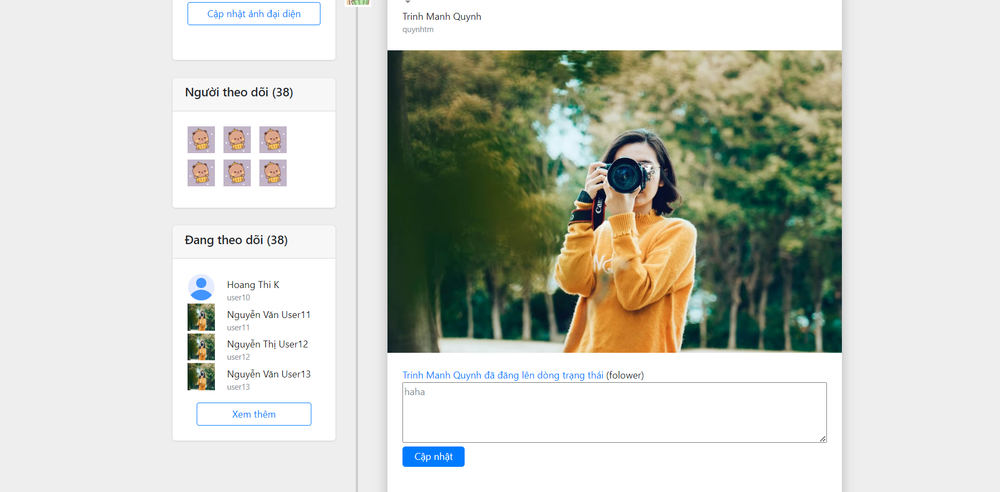 Cập nhật ảnh đại diện
Người theo dõi (38)
Đang theo dõi (38)
Hoang Thi K
user10
Nguyễn Văn User11
user11
Nguyễn Thị User12
user12
Nguyễn Văn User13
user13
Xem thêm
Trinh Manh Quynh
quynhtm
Can
Trinh Manh Quynh đã đăng lên dòng trạng thái (folower)
haha
Cập nhật